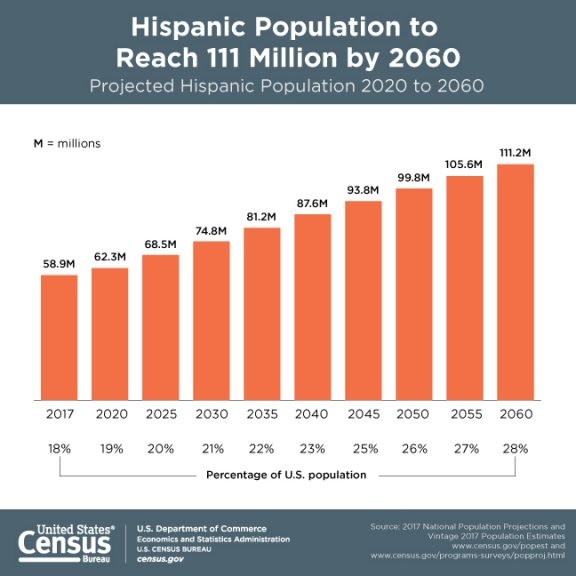 Hispanic Population to
Reach 111 Million by 2060
Projected Hispanic Population 2020 to 2060
M = millions
58.9M 62.3M 68.5M 74.8M 81.2M 87.6M 93.8M 99.8M 105.6M 111.2M
2017 2020 2025 2030 2035 2040 2045 2050 2055 2060
18% 19% 20% 21% 22% 23% 25% 26% 27% 28%
Percentage of U.S. population
United States®
Census
Bureau
U.S. Department of Commerce
Economics and Statistics Administration
U.S. CENSUS BUREAU
census.gov
Source: 2017 National Population Projections and
Vintage 2017 Population Estimates
www.census.gov/popest and
www.census.gov/programs-surveys/popproj.html